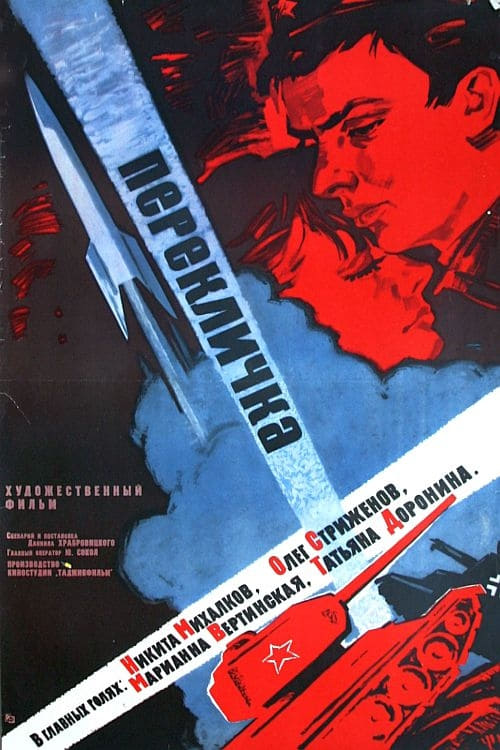 Перекличка
ХУДОЖЕСТВЕННЫЙ
ФИЛЬМ
Сценарий и постановка
Даниила ХРАБРОВИЦКОГО
Главный оператор Ю. СОКОЛ
ПРОИЗВОДСТВО
КИНОСТУДИИ „ТАДЖИКФИЛЬМ“
В ГЛАВНЫХ РОЛЯХ: НИКИТА МИХАЛКОВ, ОЛЕГ СТРИЖЕНОВ,
МАРИАННА ВЕРТИНСКАЯ, ТАТЬЯНА ДОРОНИНА.